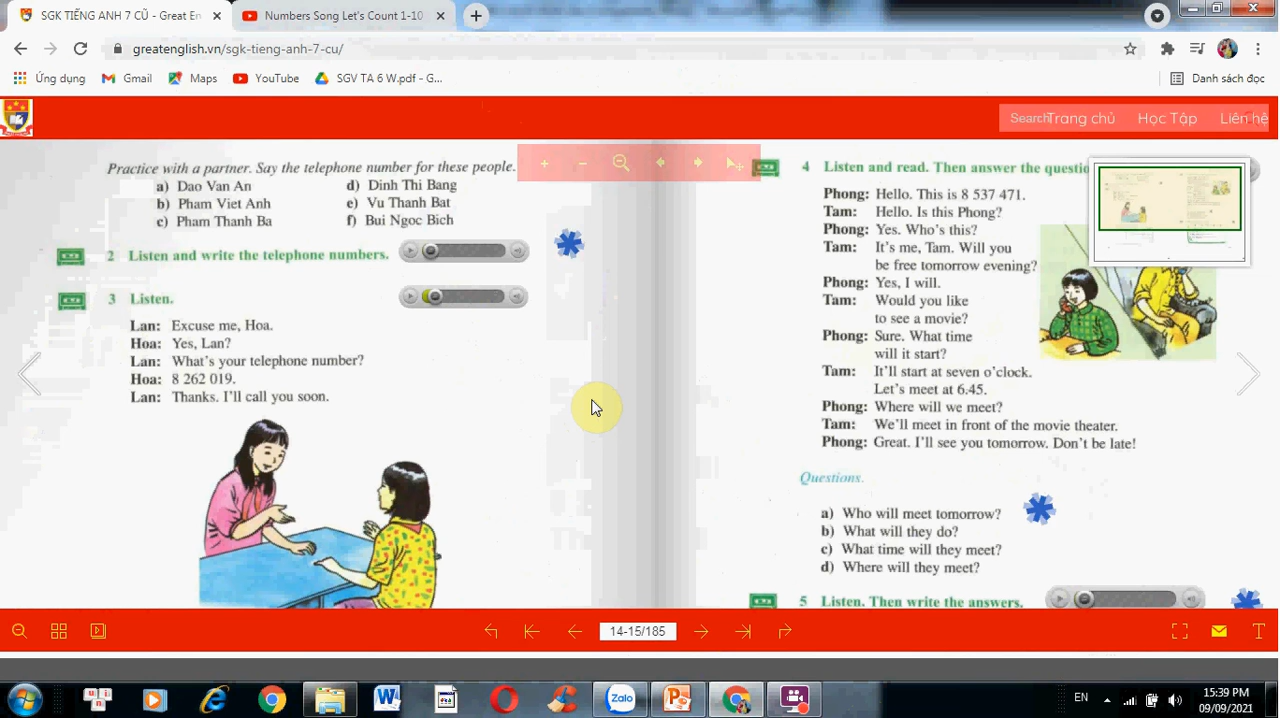 SGK TIẾNG ANH 7 CŨ - Great En
Numbers Song Let's Count 1-10
greatenglish.vn/sgk-tieng-anh-7-cu/
Ứng dụng
Gmail
Maps
YouTube
SGV TA 6 W.pdf - G...
Danh sách đọc
Search
Trang chủ
Học Tập
Liên hệ
Practice with a partner. Say the telephone number for these people.
a) Dao Van An
b) Pham Viet Anh
c) Pham Thanh Ba
d) Dinh Thi Bang
e) Vu Thanh Bat
f) Bui Ngoc Bich
2 Listen and write the telephone numbers.
3 Listen.
Lan: Excuse me, Hoa.
Hoa: Yes, Lan?
Lan: What's your telephone number?
Hoa: 8 262 019.
Lan: Thanks. I'll call you soon.
4 Listen and read. Then answer the questio
Phong: Hello. This is 8 537 471.
Tam: Hello. Is this Phong?
Phong: Yes. Who's this?
Tam: It's me, Tam. Will you
be free tomorrow evening?
Phong: Yes, I will.
Tam: Would you like
to see a movie?
Phong: Sure. What time
will it start?
Tam: It'll start at seven o'clock.
Let's meet at 6.45.
Phong: Where will we meet?
Tam: We'll meet in front of the movie theater.
Phong: Great. I'll see you tomorrow. Don't be late!
Questions.
a) Who will meet tomorrow?
b) What will they do?
c) What time will they meet?
d) Where will they meet?
5 Listen. Then write the answers.
14-15/185
Zalo
EN
15:39 PM
09/09/2021